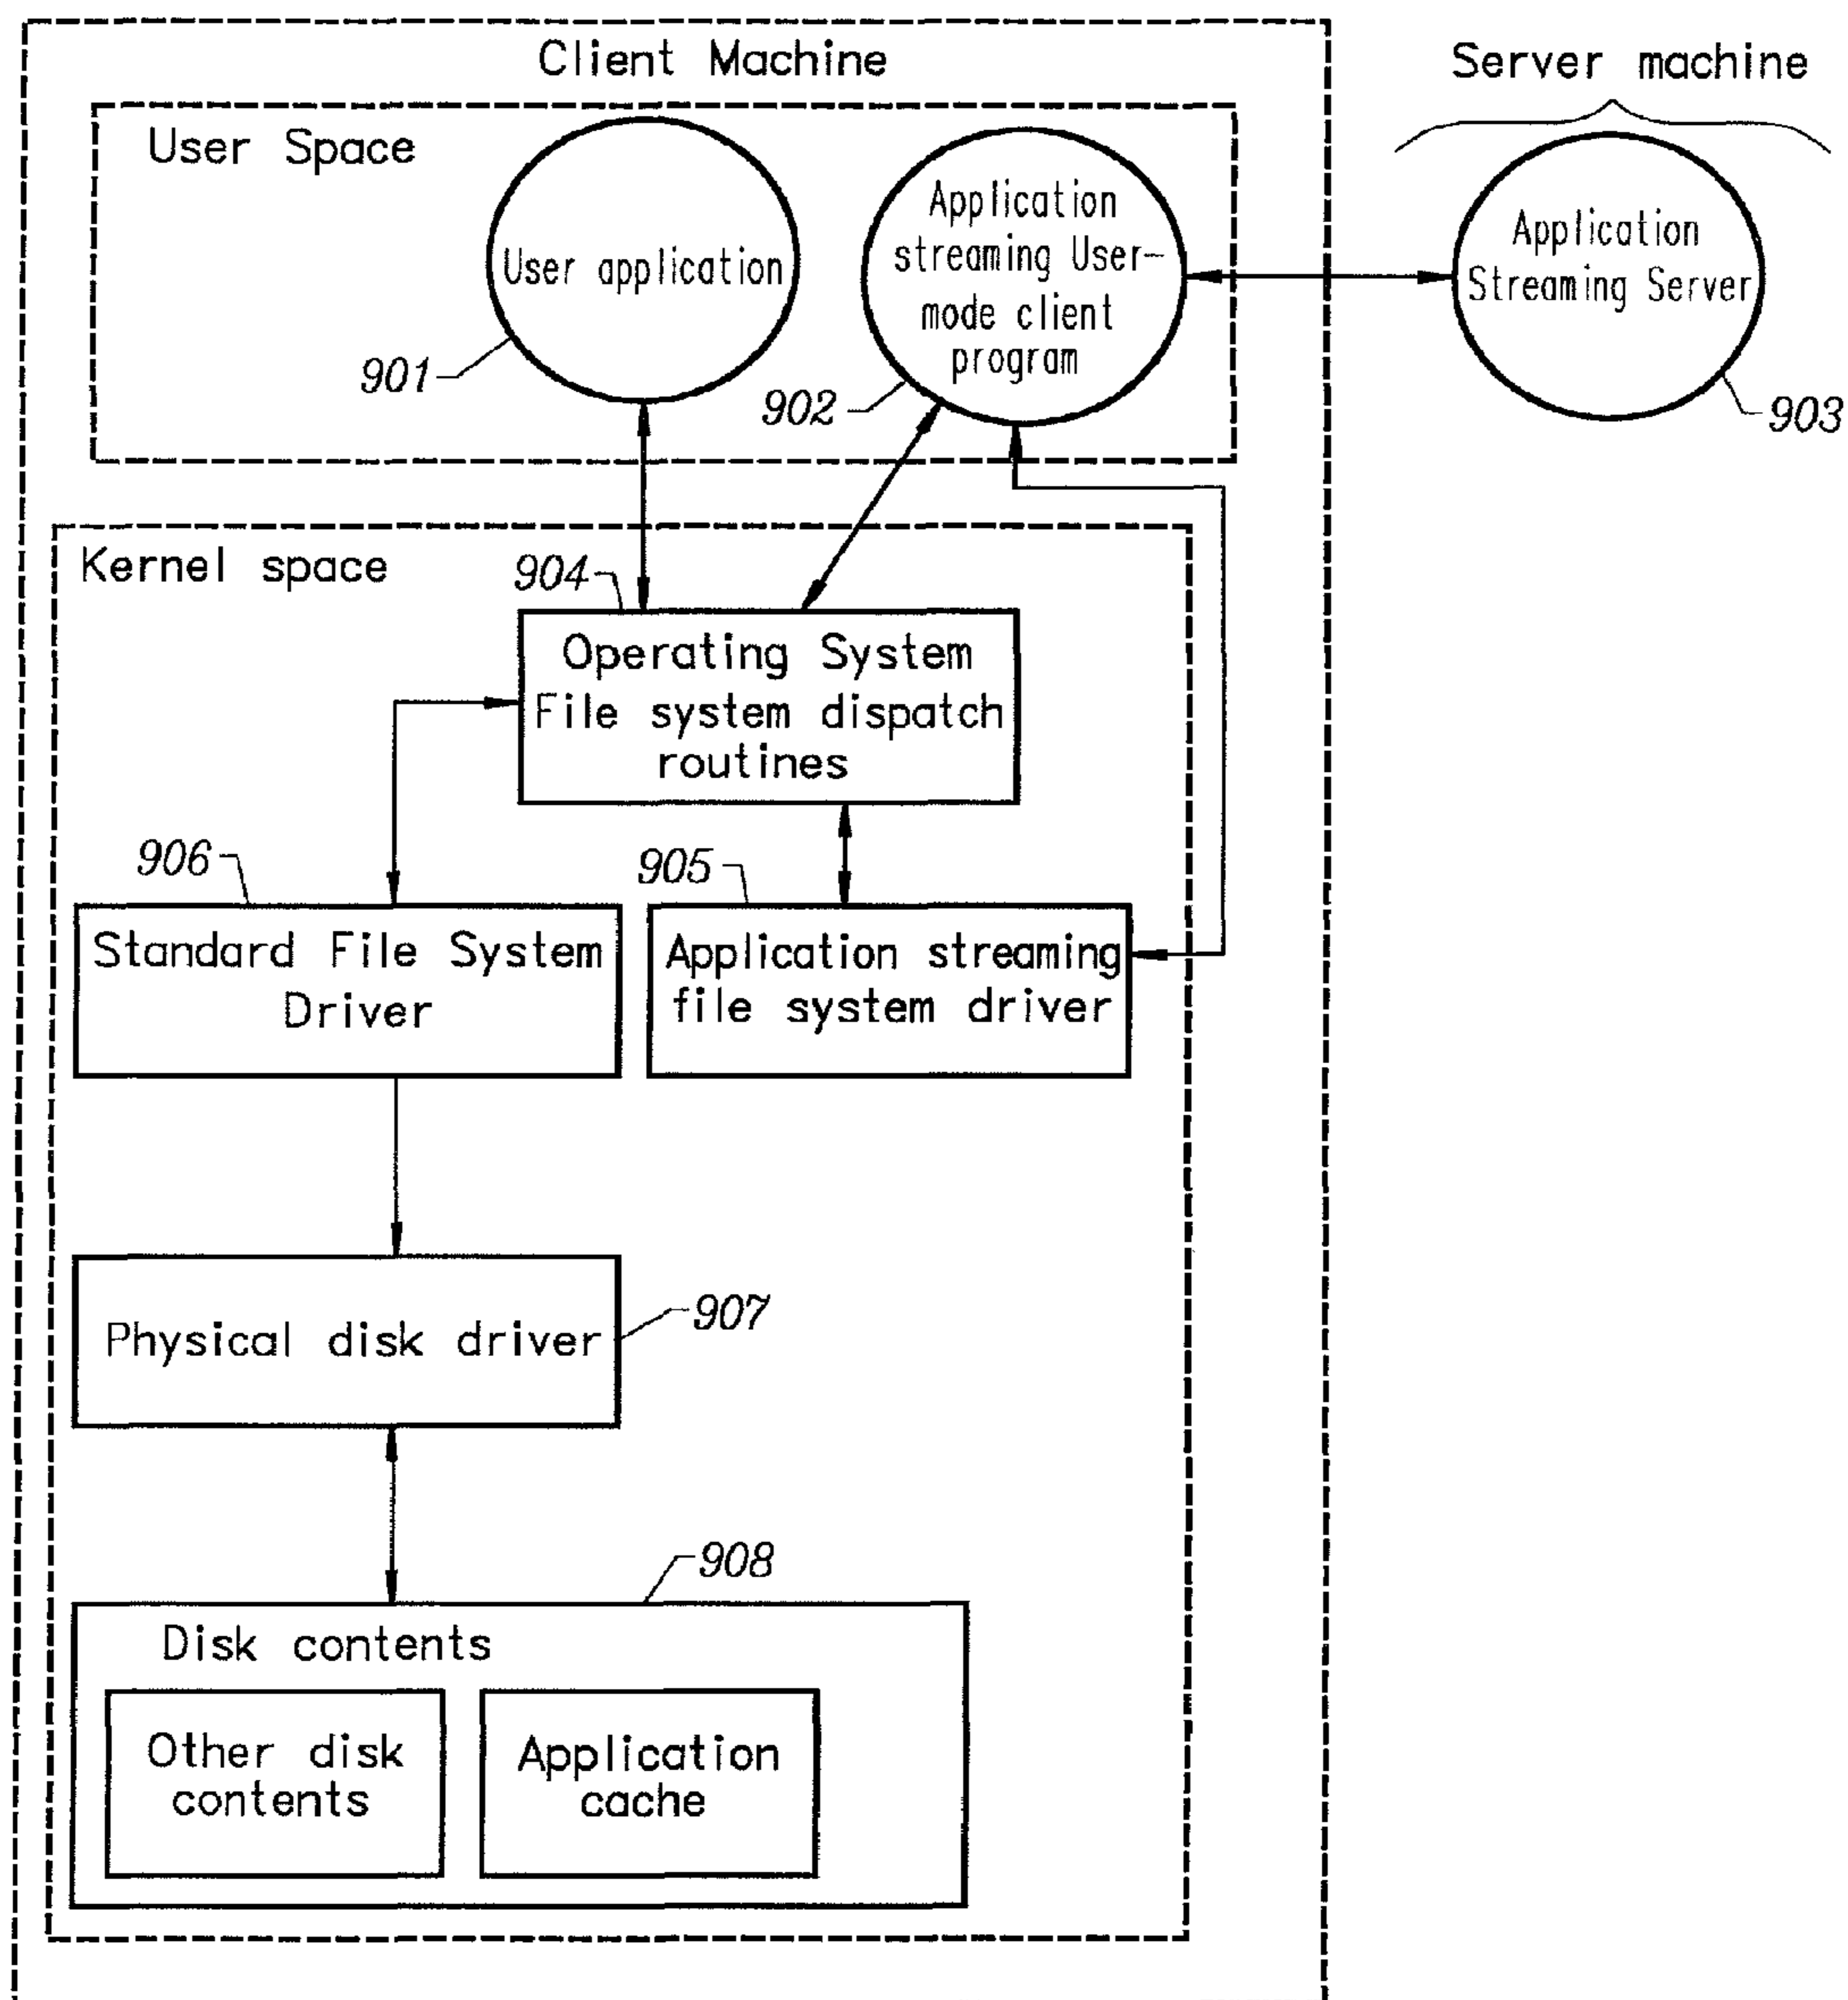 Client Machine
Server machine
User Space
User application
Application
streaming User-
mode client
program
Application
Streaming Server
901
902
903
Kernel space
904
Operating System
File system dispatch
routines
906
905
Standard File System
Driver
Application streaming
file system driver
Physical disk driver
907
908
Disk contents
Other disk
contents
Application
cache